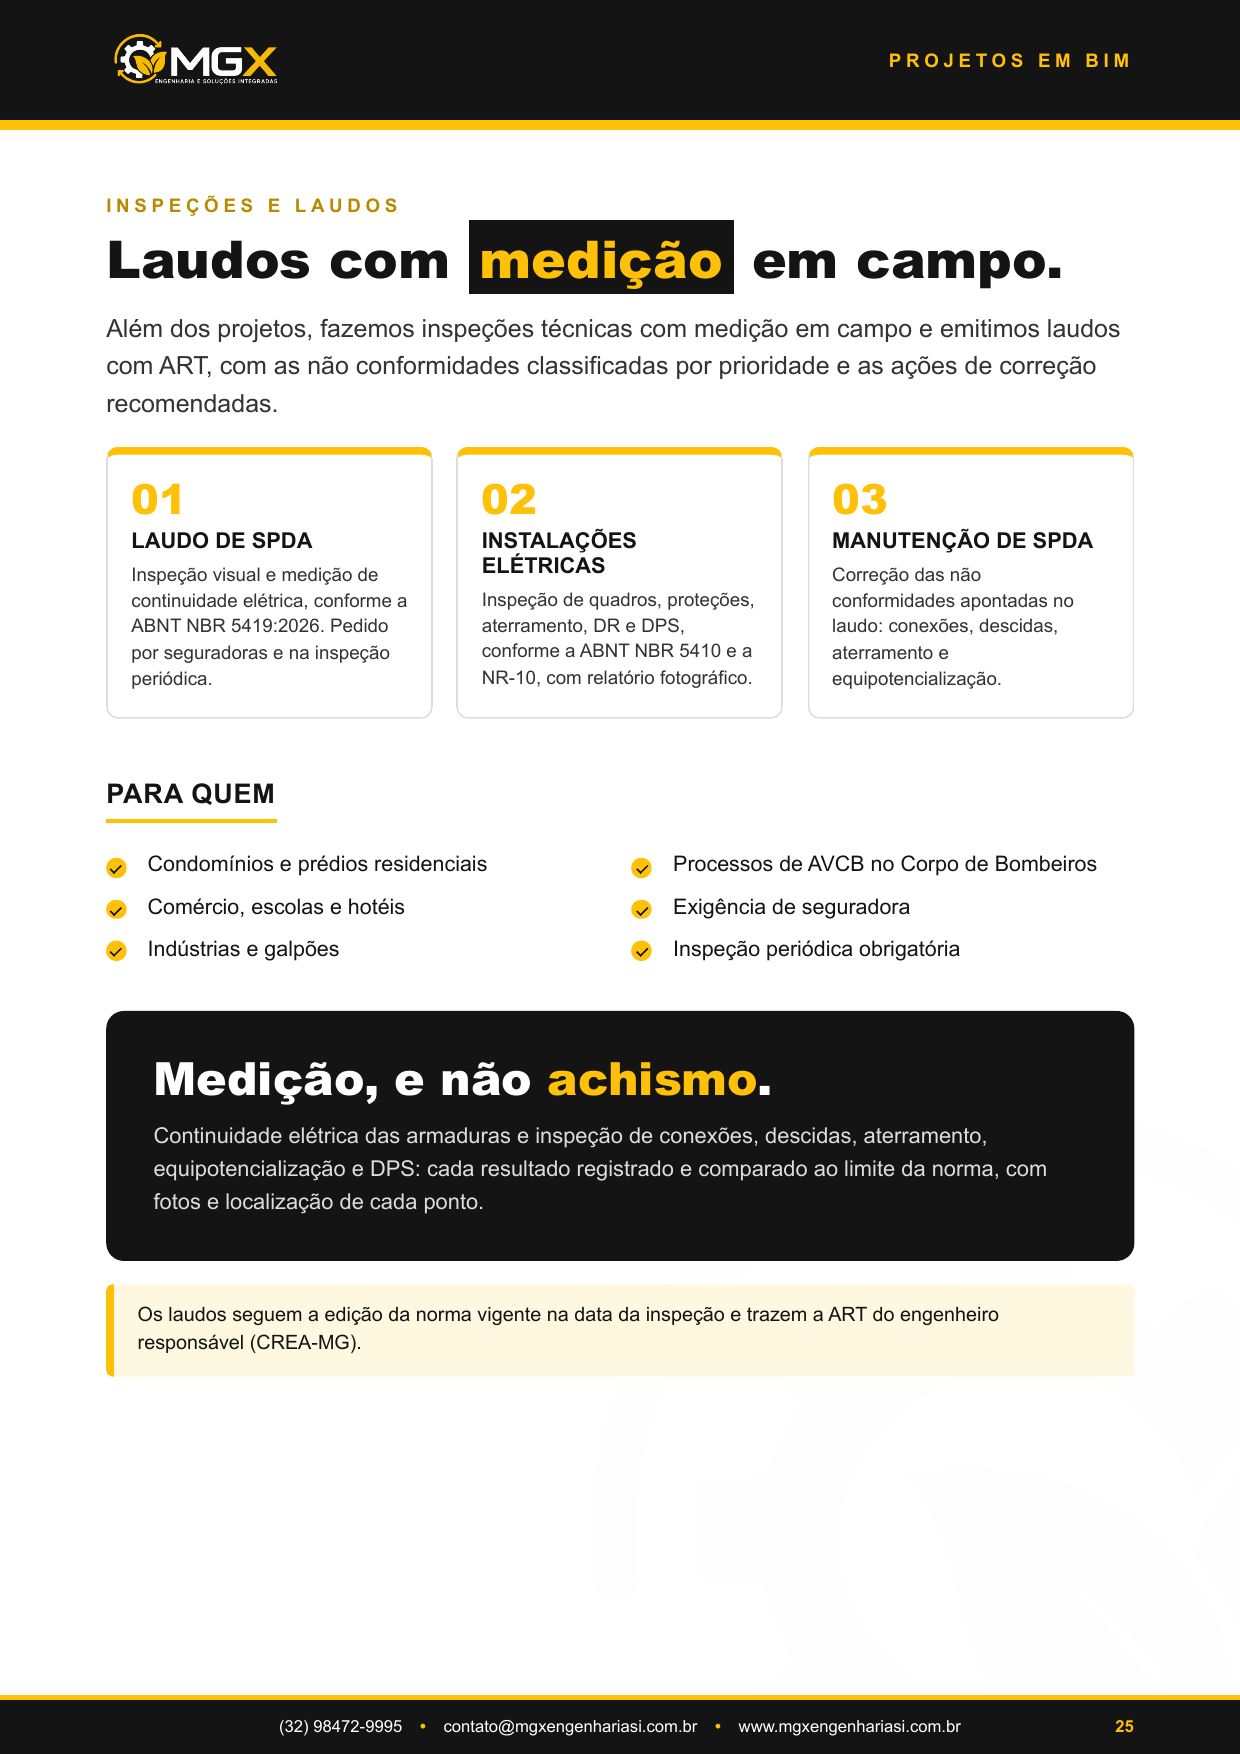 MGX
ENGENHARIA E SOLUÇÕES INTEGRADAS
PROJETOS EM BIM
INSPEÇÕES E LAUDOS
Laudos com medição em campo.
Além dos projetos, fazemos inspeções técnicas com medição em campo e emitimos laudos
com ART, com as não conformidades classificadas por prioridade e as ações de correção
recomendadas.
01
LAUDO DE SPDA
Inspeção visual e medição de
continuidade elétrica, conforme a
ABNT NBR 5419:2026. Pedido
por seguradoras e na inspeção
periódica.
02
INSTALAÇÕES
ELÉTRICAS
Inspeção de quadros, proteções,
aterramento, DR e DPS,
conforme a ABNT NBR 5410 e a
NR-10, com relatório fotográfico.
03
MANUTENÇÃO DE SPDA
Correção das não
conformidades apontadas no
laudo: conexões, descidas,
aterramento e
equipotencialização.
PARA QUEM
Condomínios e prédios residenciais
Comércio, escolas e hotéis
Indústrias e galpões
Processos de AVCB no Corpo de Bombeiros
Exigência de seguradora
Inspeção periódica obrigatória
Medição, e não achismo.
Continuidade elétrica das armaduras e inspeção de conexões, descidas, aterramento,
equipotencialização e DPS: cada resultado registrado e comparado ao limite da norma, com
fotos e localização de cada ponto.
Os laudos seguem a edição da norma vigente na data da inspeção e trazem a ART do engenheiro
responsável (CREA-MG).
(32) 98472-9995 • contato@mgxengenhariasi.com.br • www.mgxengenhariasi.com.br
25